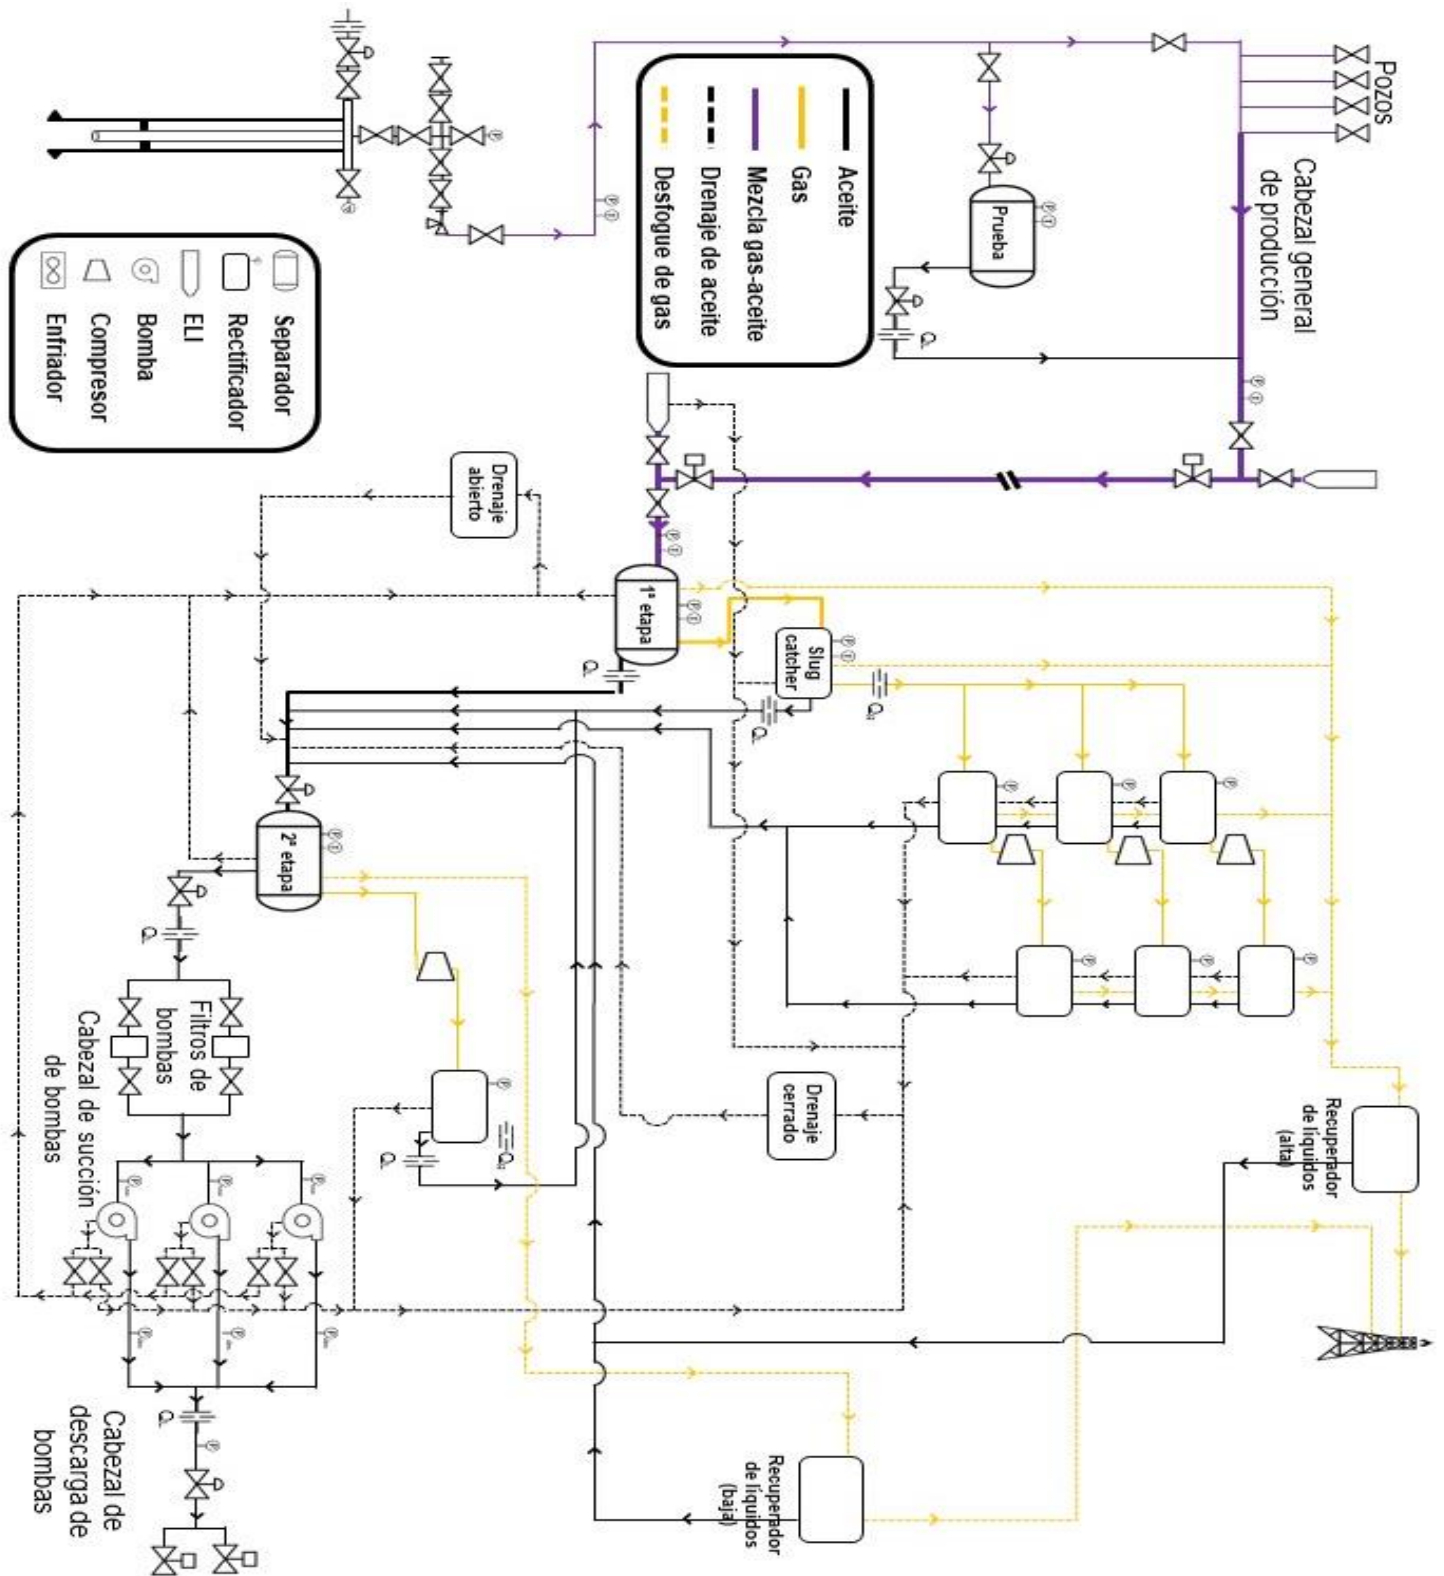 Pozos
Cabezal general
de producción
Prueba
P T
P T
P T
P
Q
L
Aceite
Gas
Mezcla gas-aceite
Drenaje de aceite
Desfogue de gas
Separador
Rectificador
ELI
Bomba
Compresor
Enfriador
Drenaje
abierto
1ª etapa
P T
P T
Q
L
Slug
catcher
P T
Q
L
Q
G
2ª etapa
P T
Q
L
Filtros de
bombas
Cabezal de succión
de bombas
P
P
P
P
P
P
P
Q
L
Q
G
Drenaje
cerrado
Recuperador
de líquidos
(alta)
Recuperador
de líquidos
(baja)
P
P
P
P
P
P
Q
L
P
Cabezal de
descarga de
bombas